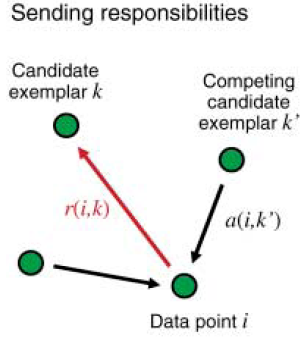 Sending responsibilities
Candidate
exemplar k
Competing
candidate
exemplar k’
r(i,k)
a(i,k’)
Data point i